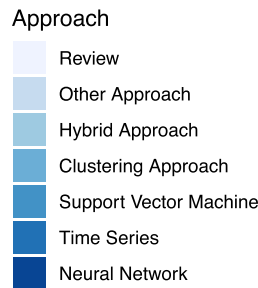 Approach
Review
Other Approach
Hybrid Approach
Clustering Approach
Support Vector Machine
Time Series
Neural Network